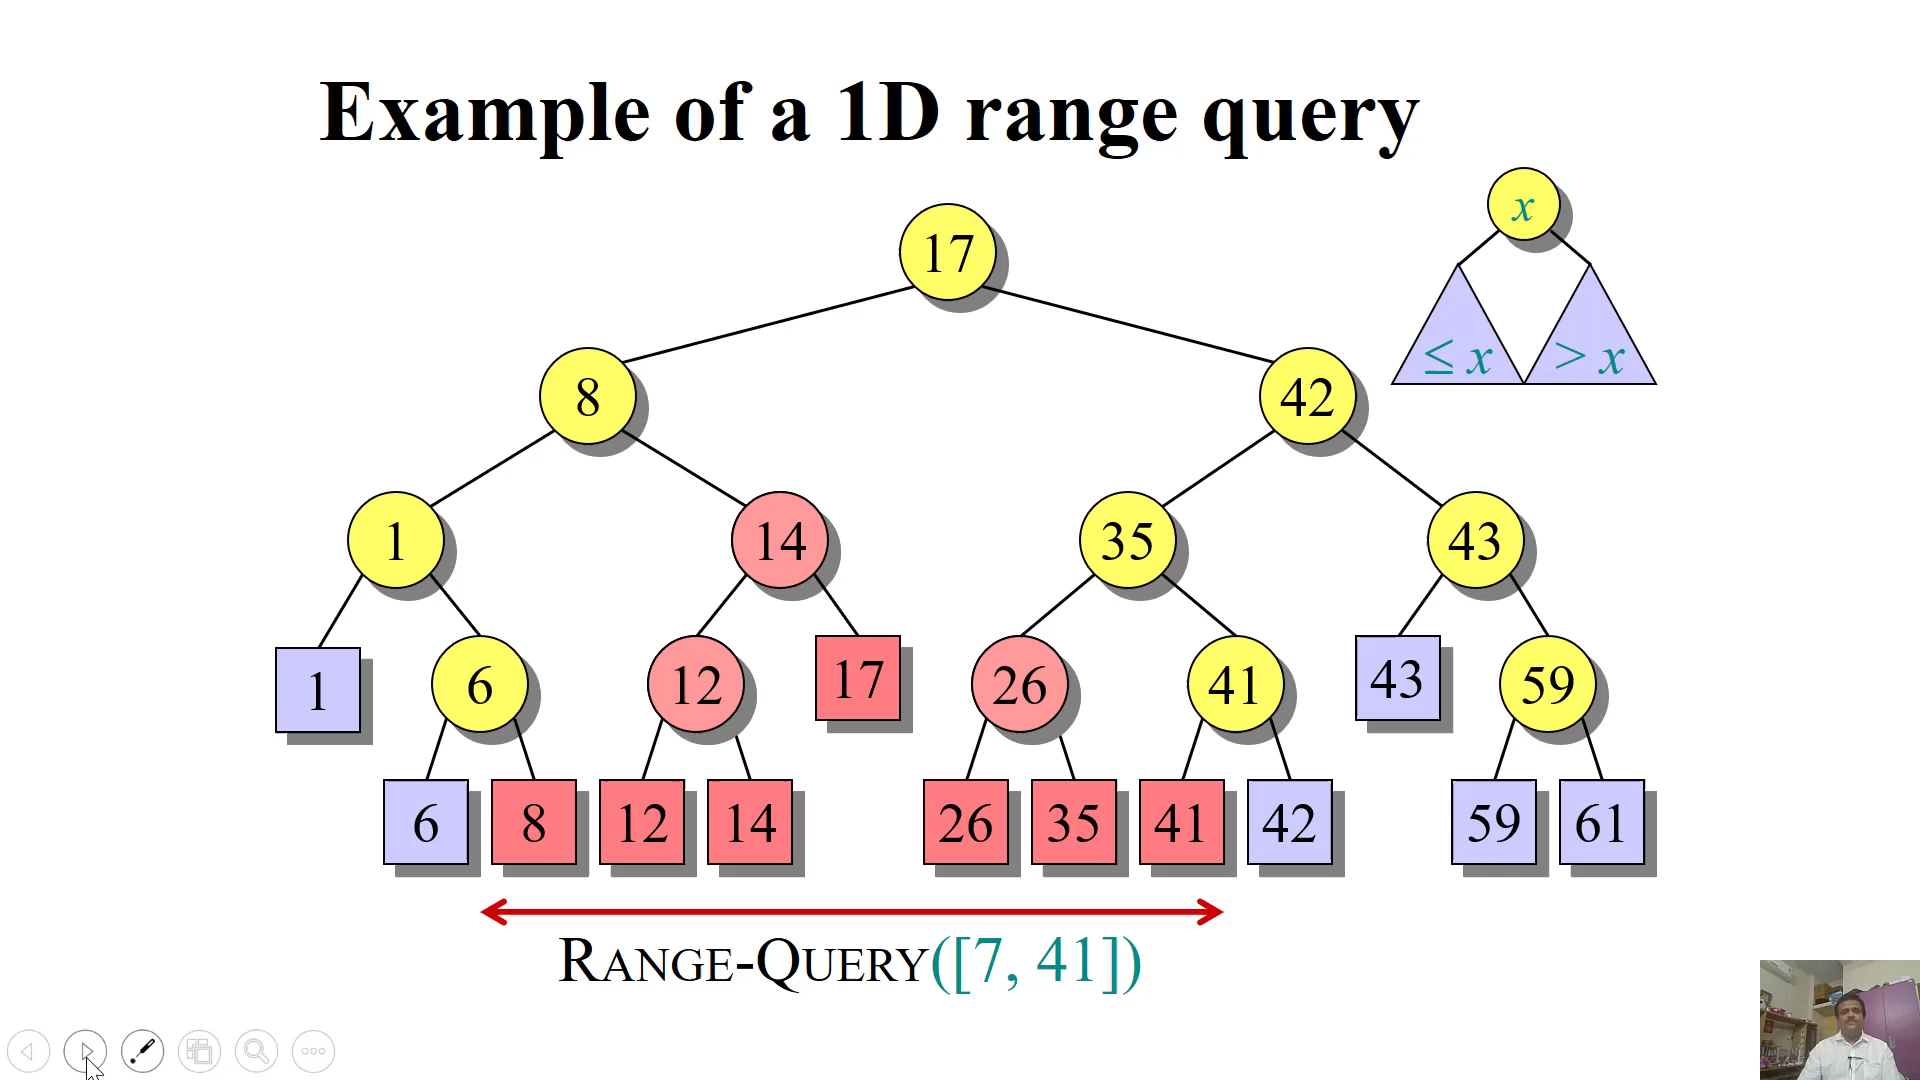 Example of a 1D range query
x
17
≤ x > x
8 42
1 14 35 43
1 6 12 17 26 41 43 59
6 8 12 14 26 35 41 42 59 61
RANGE-QUERY([7, 41])